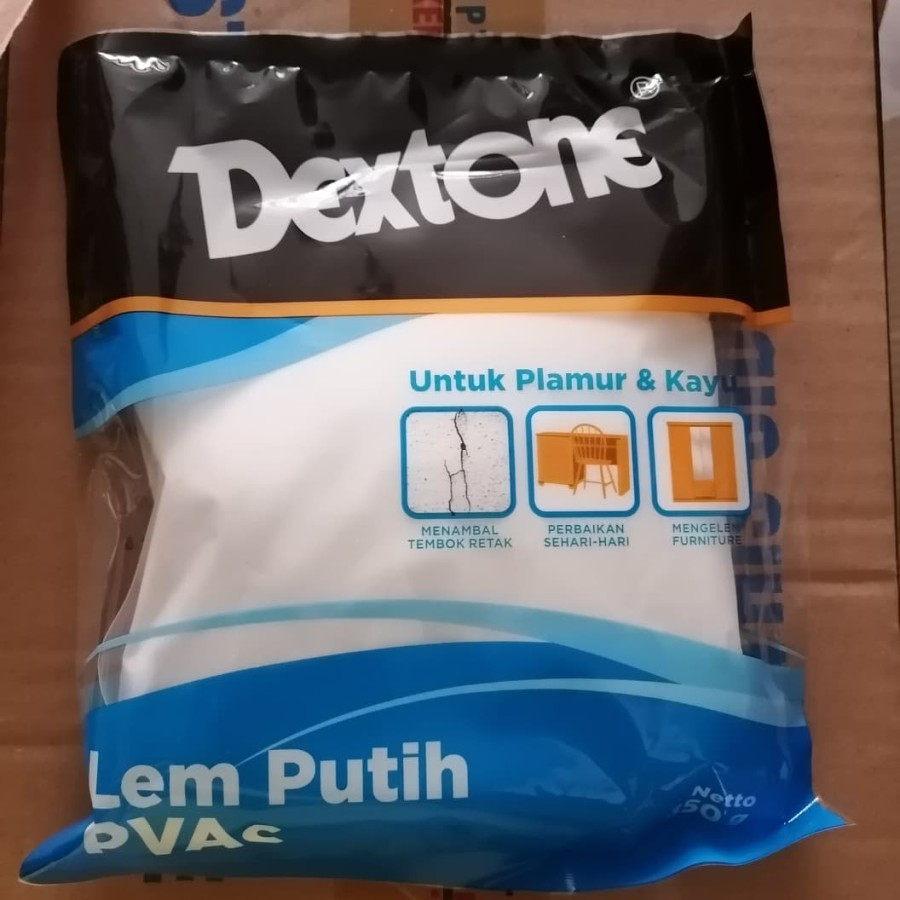 Dextone
®
Untuk Plamur & Kayu
MENAMBAL
TEMBOK RETAK
PERBAIKAN
SEHARI-HARI
MENGELEM
FURNITURE
Lem Putih
PVAc
Netto